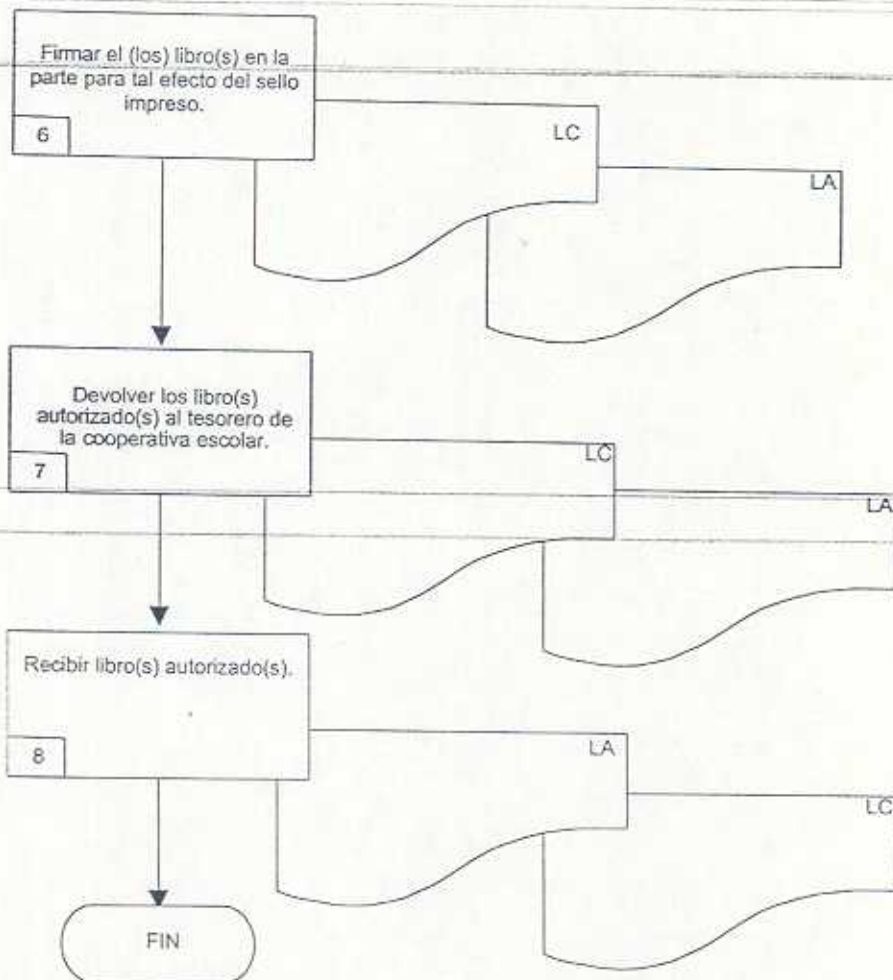 Firmar el (los) libro(s) en la
parte para tal efecto del sello
impreso.
6
LC
LA
Devolver los libro(s)
autorizado(s) al tesorero de
la cooperativa escolar.
7
LC
LA
Recibir libro(s) autorizado(s).
8
LA
LC
FIN